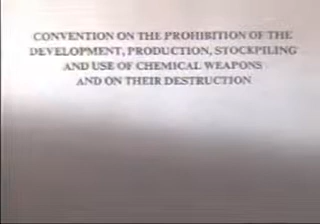 CONVENTION ON THE PROHIBITION OF THE
DEVELOPMENT, PRODUCTION, STOCKPILING
AND USE OF CHEMICAL WEAPONS
AND ON THEIR DESTRUCTION